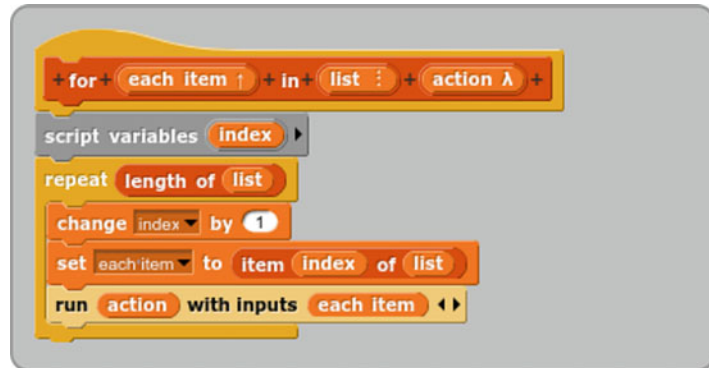 + for + each item ↑ + in + list ⋮ + action λ +
script variables index
repeat length of list
change index by 1
set each item to item index of list
run action with inputs each item